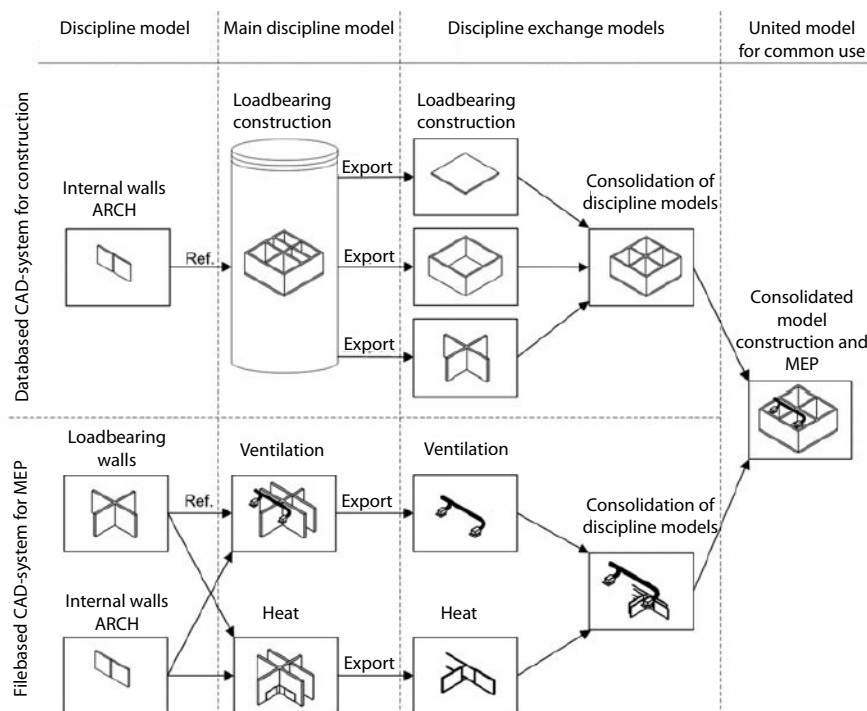 Discipline model
Main discipline model
Discipline exchange models
United model
for common use
Databased CAD-system for construction
Loadbearing
construction
Loadbearing
construction
Internal walls
ARCH
Ref.
Export
Export
Export
Consolidation of
discipline models
Consolidated
model
construction and
MEP
Filebased CAD-system for MEP
Loadbearing
walls
Ventilation
Ventilation
Ref.
Export
Consolidation of
discipline models
Internal walls
ARCH
Heat
Heat
Export